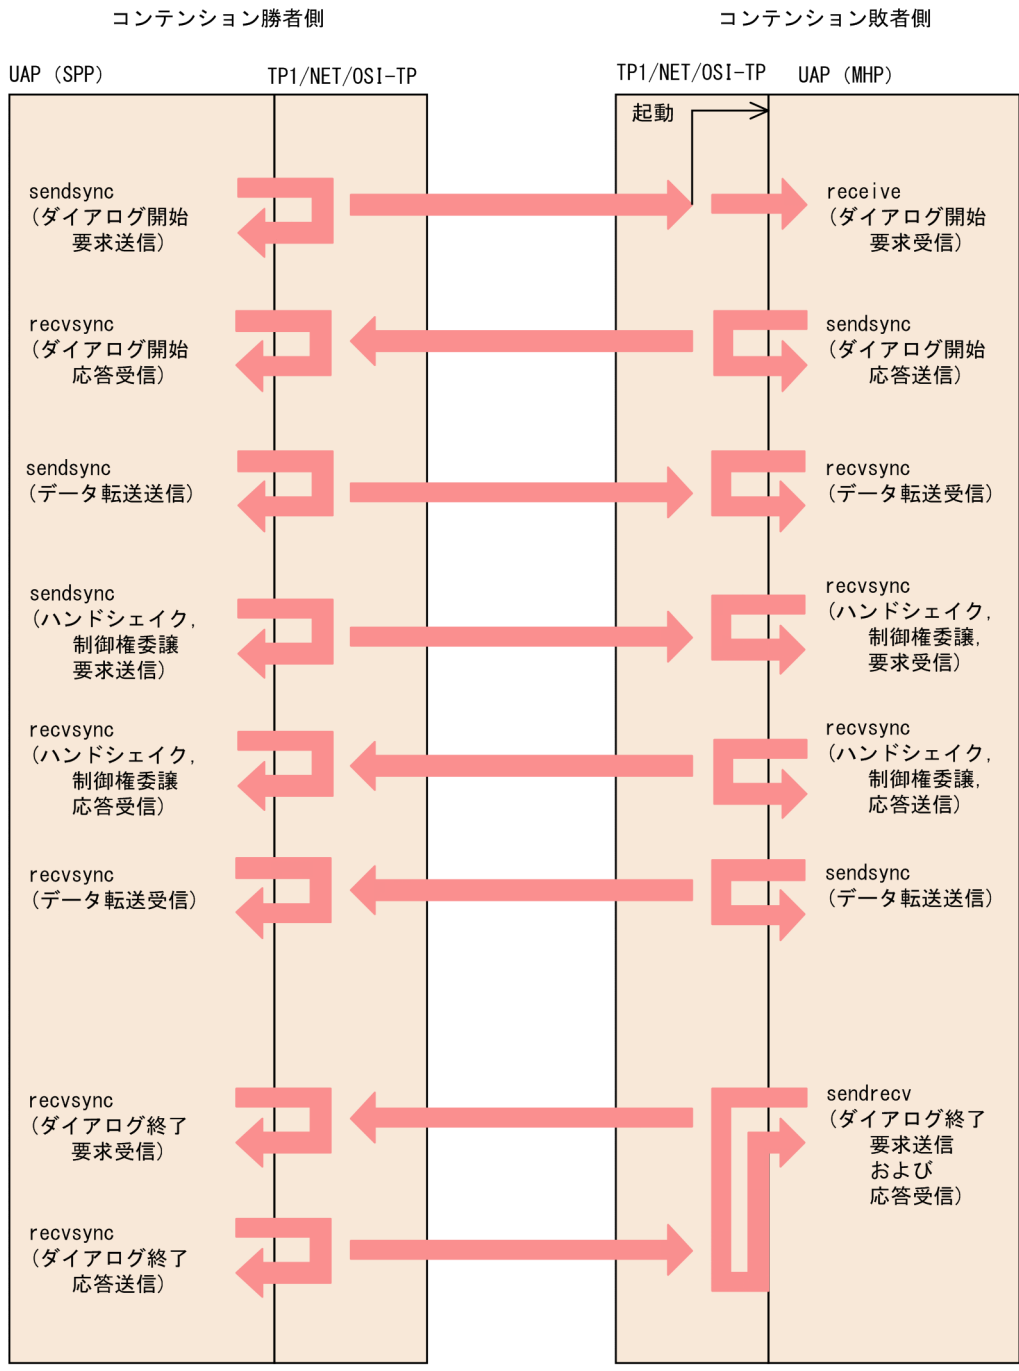 コンテンション勝者側
コンテンション敗者側
UAP（SPP）
TP1/NET/OSI-TP
TP1/NET/OSI-TP
UAP（MHP）
起動
sendsync
（ダイアログ開始
要求送信）
receive
（ダイアログ開始
要求受信）
recvsync
（ダイアログ開始
応答受信）
sendsync
（ダイアログ開始
応答送信）
sendsync
（データ転送送信）
recvsync
（データ転送受信）
sendsync
（ハンドシェイク，
制御権委譲
要求送信）
recvsync
（ハンドシェイク，
制御権委譲，
要求受信）
recvsync
（ハンドシェイク，
制御権委譲
応答受信）
recvsync
（ハンドシェイク，
制御権委譲，
応答送信）
recvsync
（データ転送受信）
sendsync
（データ転送送信）
recvsync
（ダイアログ終了
要求受信）
sendrecv
（ダイアログ終了
要求送信
および
応答受信）
recvsync
（ダイアログ終了
応答送信）